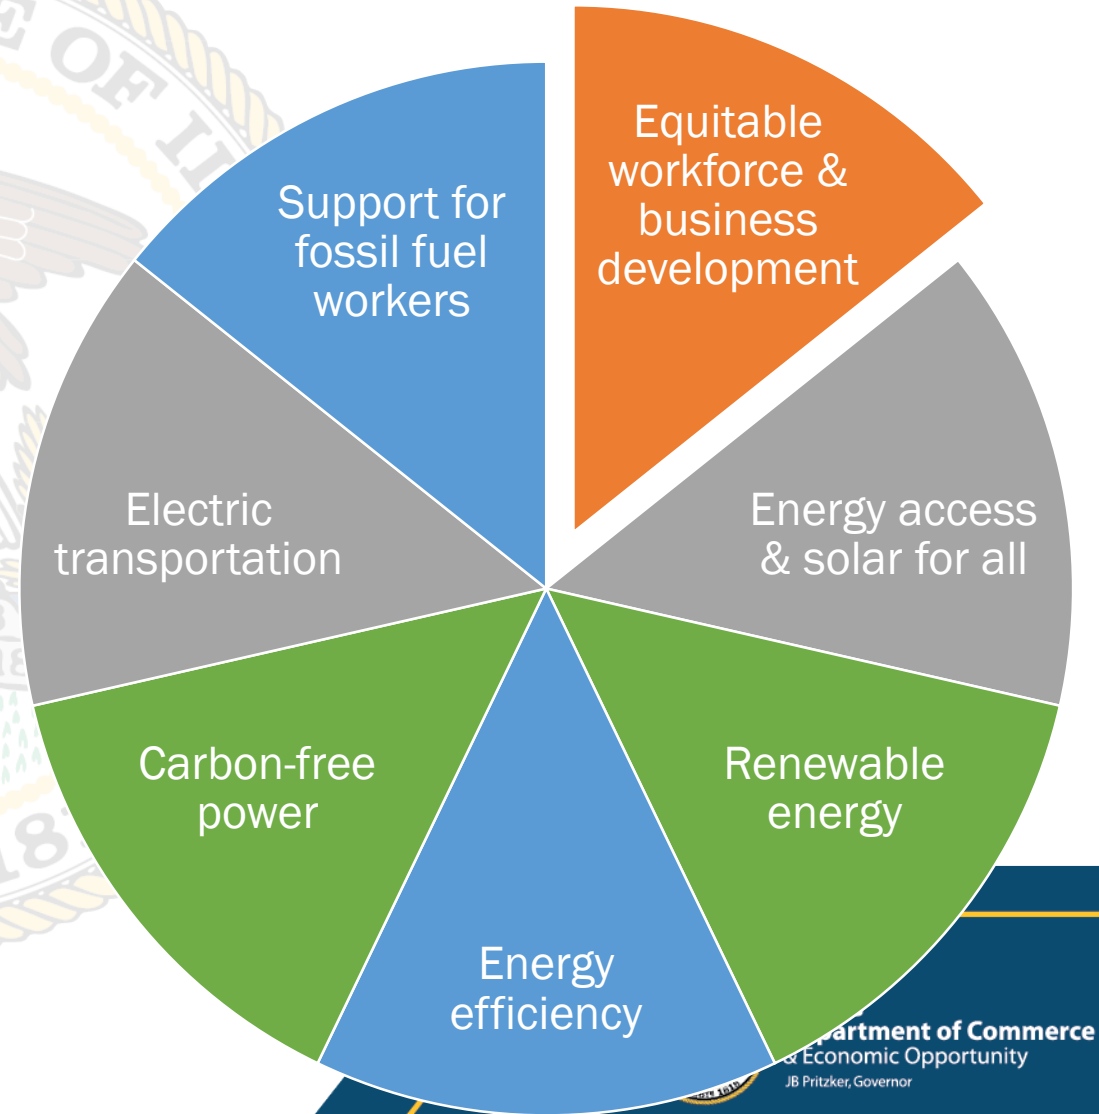 Equitable
workforce &
business
development
Energy access
& solar for all
Renewable
energy
Energy
efficiency
Carbon-free
power
Electric
transportation
Support for
fossil fuel
workers
OF
of Commerce
& Economic Opportunity
JB Pritzker, Governor